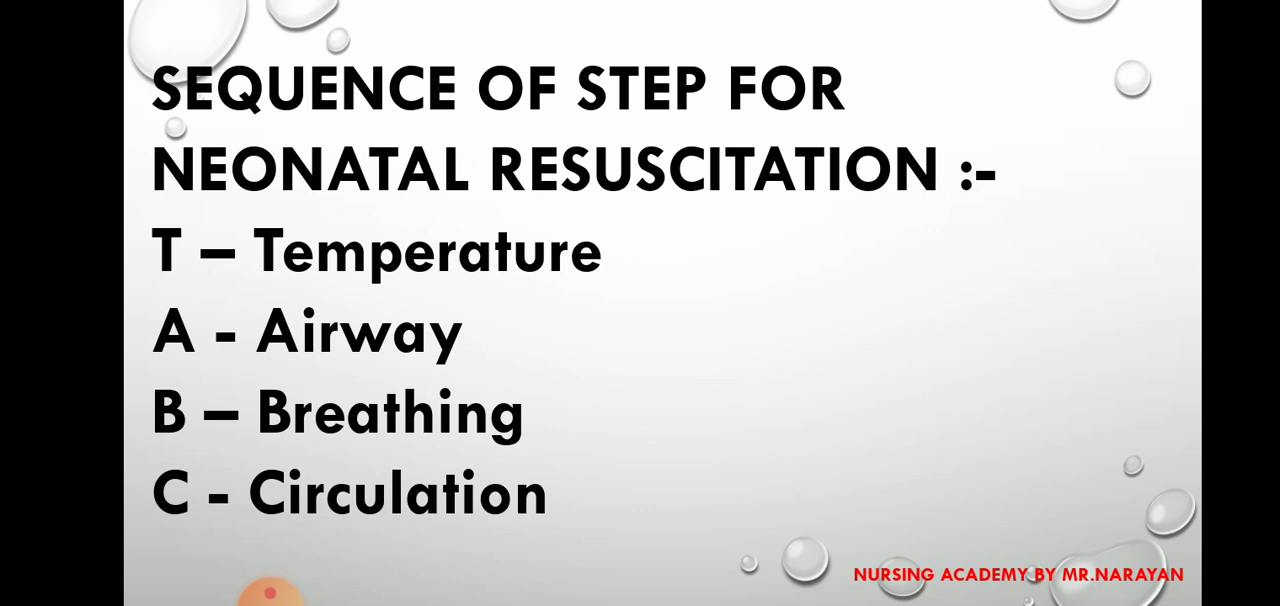 SEQUENCE OF STEP FOR
NEONATAL RESUSCITATION :-
T – Temperature
A - Airway
B – Breathing
C - Circulation
NURSING ACADEMY BY MR.NARAYAN